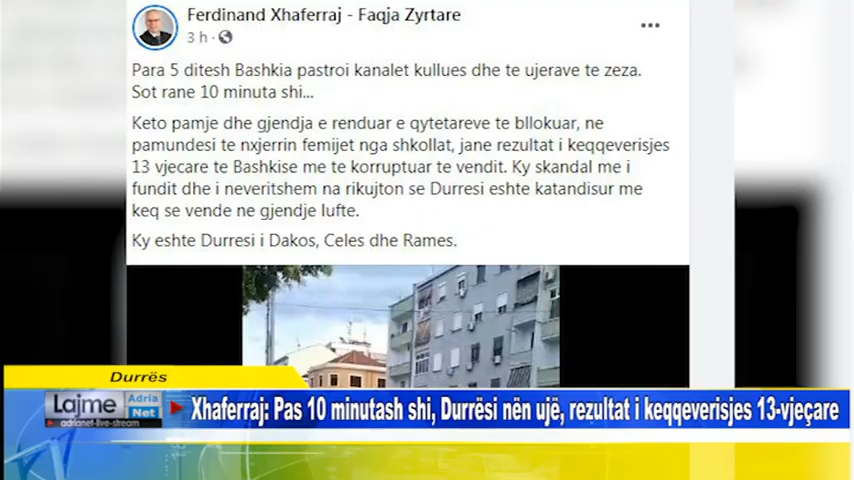 Ferdinand Xhaferraj - Faqja Zyrtare
3 h ·
Para 5 ditesh Bashkia pastroi kanalet kullues dhe te ujerave te zeza.
Sot rane 10 minuta shi...
Keto pamje dhe gjendja e renduar e qytetareve te bllokuar, ne
pamundesi te nxjerrin femijet nga shkollat, jane rezultat i keqqeverisjes
13 vjecare te Bashkise me te korruptuar te vendit. Ky skandal me i
fundit dhe i neveritshem na rikujton se Durresi eshte katandisur me
keq se vende ne gjendje lufte.
Ky eshte Durresi i Dakos, Celes dhe Rames.
Durrës
Lajme Adria Net
adrianet-live-stream
Xhaferraj: Pas 10 minutash shi, Durrësi nën ujë, rezultat i keqqeverisjes 13-vjeçare